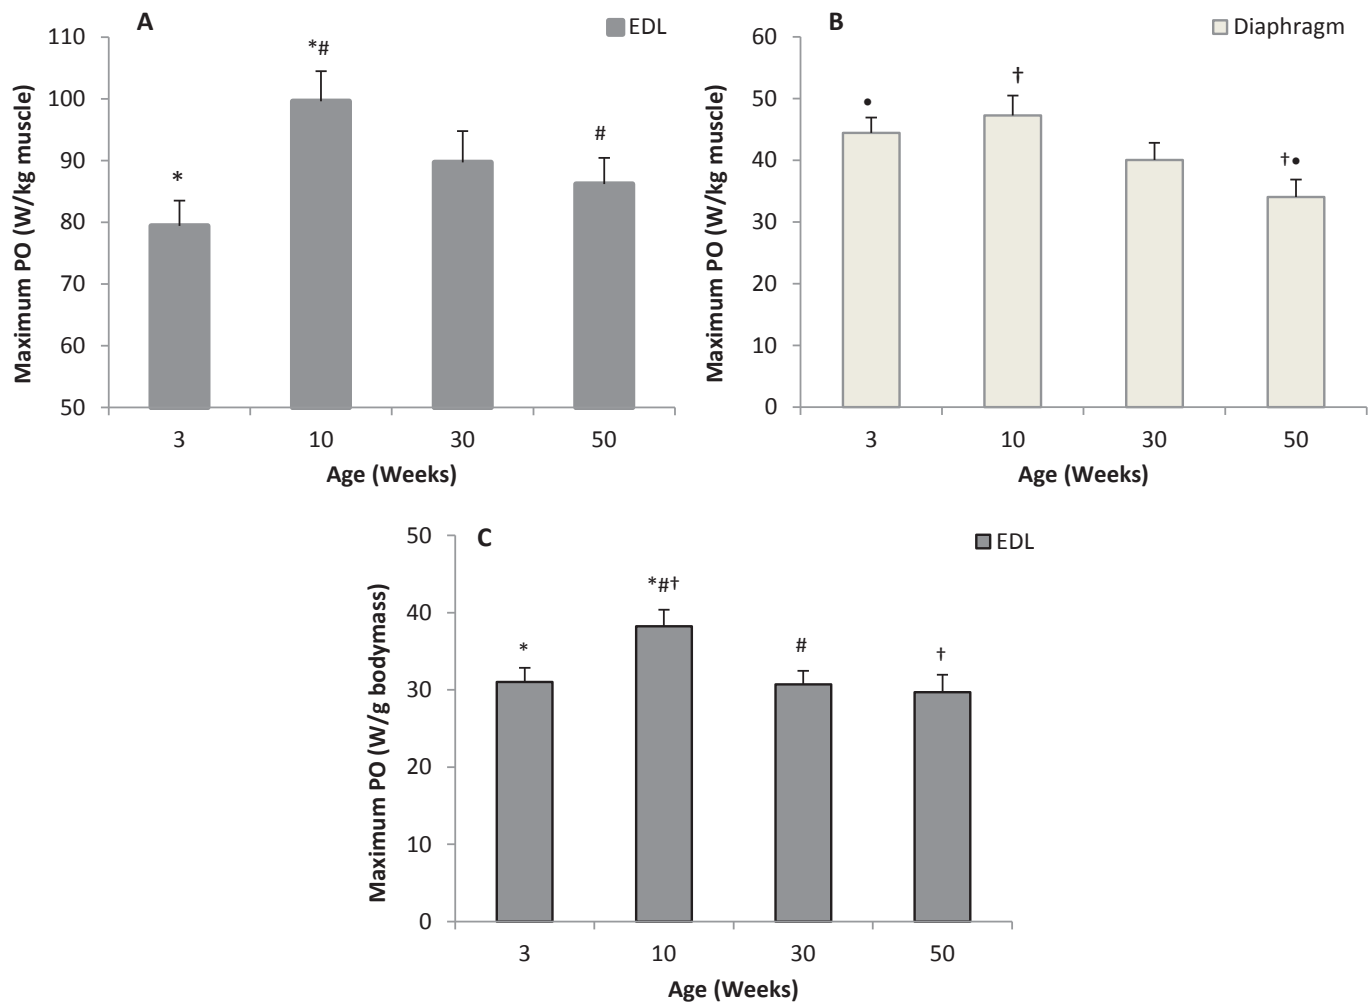 A
EDL
110
100
90
80
70
60
50
*
*#
#
3 10 30 50
Age (Weeks)
Maximum PO (W/kg muscle)
B
Diaphragm
60
50
40
30
20
10
0
•
†
†•
3 10 30 50
Age (Weeks)
Maximum PO (W/kg muscle)
C
EDL
50
40
30
20
10
0
*
*#†
#
†
3 10 30 50
Age (Weeks)
Maximum PO (W/g bodymass)